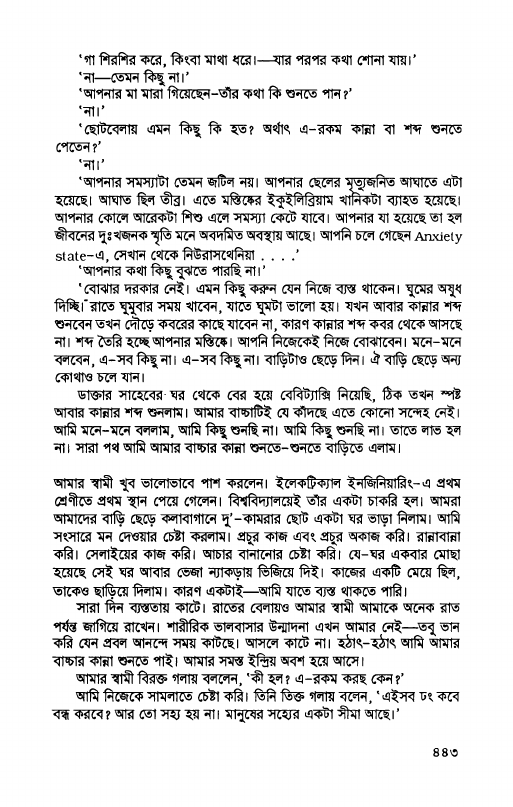 ‘গা শিরশির করে, কিংবা মাথা ধরে।—যার পরপর কথা শোনা যায়।’
‘না—তেমন কিছু না।’
‘আপনার মা মারা গিয়েছেন–তাঁর কথা কি শুনতে পান?’
‘না।’
‘ছোটবেলায় এমন কিছু কি হত? অর্থাৎ এ–রকম কান্না বা শব্দ শুনতে
পেতেন?’
‘না।’
‘আপনার সমস্যাটা তেমন জটিল নয়। আপনার ছেলের মৃত্যুজনিত আঘাতে এটা
হয়েছে। আঘাত ছিল তীব্র। এতে মস্তিষ্কের ইকুইলিব্রিয়াম খানিকটা ব্যাহত হয়েছে।
আপনার কোলে আরেকটা শিশু এলে সমস্যা কেটে যাবে। আপনার যা হয়েছে তা হল
জীবনের দুঃখজনক স্মৃতি মনে অবদমিত অবস্থায় আছে। আপনি চলে গেছেন Anxiety
state–এ, সেখান থেকে নিউরাসথেনিয়া . . . .’
‘আপনার কথা কিছু বুঝতে পারছি না।’
‘বোঝার দরকার নেই। এমন কিছু করুন যেন নিজে ব্যস্ত থাকেন। ঘুমের অষুধ
দিচ্ছি। রাতে ঘুমুবার সময় খাবেন, যাতে ঘুমটা ভালো হয়। যখন আবার কান্নার শব্দ
শুনবেন তখন দৌড়ে কবরের কাছে যাবেন না, কারণ কান্নার শব্দ কবর থেকে আসছে
না। শব্দ তৈরি হচ্ছে আপনার মস্তিষ্কে। আপনি নিজেকেই নিজে বোঝাবেন। মনে–মনে
বলবেন, এ–সব কিছু না। এ–সব কিছু না। বাড়িটাও ছেড়ে দিন। ঐ বাড়ি ছেড়ে অন্য
কোথাও চলে যান।
ডাক্তার সাহেবের ঘর থেকে বের হয়ে বেবিট্যাক্সি নিয়েছি, ঠিক তখন স্পষ্ট
আবার কান্নার শব্দ শুনলাম। আমার বাচ্চাটিই যে কাঁদছে এতে কোনো সন্দেহ নেই।
আমি মনে–মনে বললাম, আমি কিছু শুনছি না। আমি কিছু শুনছি না। তাতে লাভ হল
না। সারা পথ আমি আমার বাচ্চার কান্না শুনতে–শুনতে বাড়িতে এলাম।
আমার স্বামী খুব ভালোভাবে পাশ করলেন। ইলেকট্রিক্যাল ইনজিনিয়ারিং–এ প্রথম
শ্রেণীতে প্রথম স্থান পেয়ে গেলেন। বিশ্ববিদ্যালয়েই তাঁর একটা চাকরি হল। আমরা
আমাদের বাড়ি ছেড়ে কলাবাগানে দু’–কামরার ছোট একটা ঘর ভাড়া নিলাম। আমি
সংসারে মন দেওয়ার চেষ্টা করলাম। প্রচুর কাজ এবং প্রচুর অকাজ করি। রান্নাবান্না
করি। সেলাইয়ের কাজ করি। আচার বানানোর চেষ্টা করি। যে–ঘর একবার মোছা
হয়েছে সেই ঘর আবার ভেজা ন্যাকড়ায় ভিজিয়ে দিই। কাজের একটি মেয়ে ছিল,
তাকেও ছাড়িয়ে দিলাম। কারণ একটাই—আমি যাতে ব্যস্ত থাকতে পারি।
সারা দিন ব্যস্ততায় কাটে। রাতের বেলায়ও আমার স্বামী আমাকে অনেক রাত
পর্যন্ত জাগিয়ে রাখেন। শারীরিক ভালবাসার উন্মাদনা এখন আমার নেই—তবু ভান
করি যেন প্রবল আনন্দে সময় কাটছে। আসলে কাটে না। হঠাৎ–হঠাৎ আমি আমার
বাচ্চার কান্না শুনতে পাই। আমার সমস্ত ইন্দ্রিয় অবশ হয়ে আসে।
আমার স্বামী বিরক্ত গলায় বললেন, ‘কী হল? এ–রকম করছ কেন?’
আমি নিজেকে সামলাতে চেষ্টা করি। তিনি তিক্ত গলায় বলেন, ‘এইসব ঢং কবে
বন্ধ করবে? আর তো সহ্য হয় না। মানুষের সহ্যের একটা সীমা আছে।’
৪৪৩